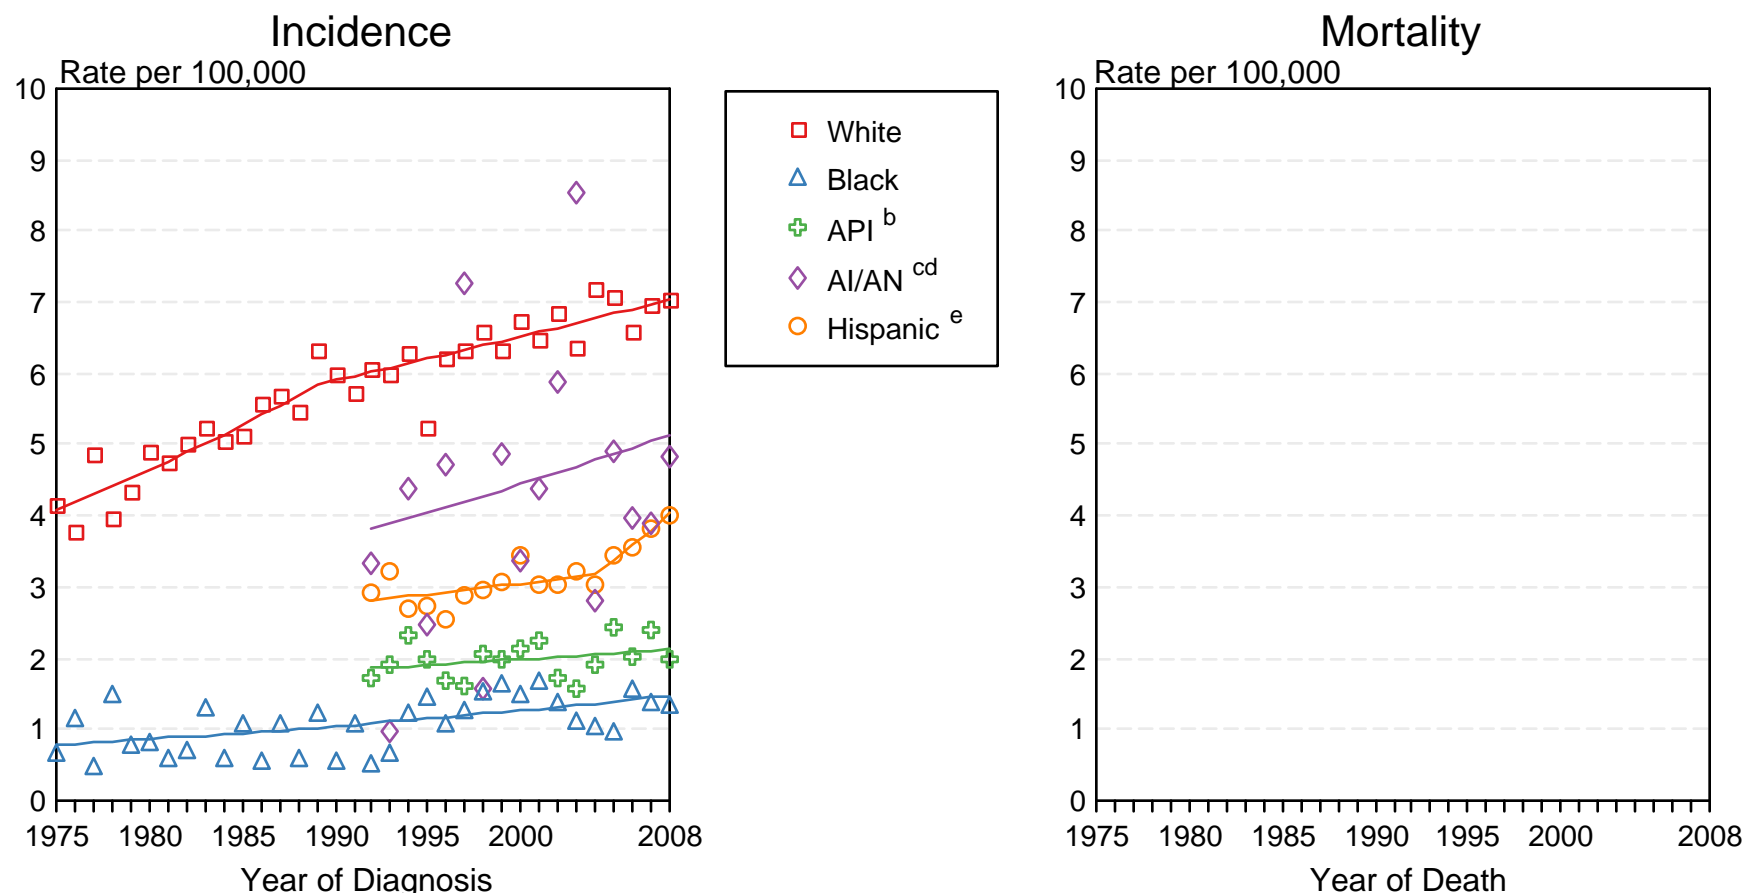 Incidence
Rate per 100,000
10
9
8
7
6
5
4
3
2
1
0
1975 1980 1985 1990 1995 2000 2008
Year of Diagnosis
White
Black
API b
AI/AN cd
Hispanic e
Mortality
Rate per 100,000
10
9
8
7
6
5
4
3
2
1
0
1975 1980 1985 1990 1995 2000 2008
Year of Death